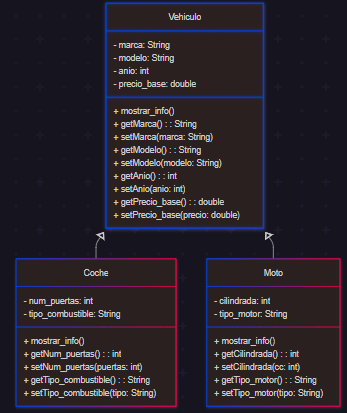 Vehiculo
- marca: String
- modelo: String
- anio: int
- precio_base: double
+ mostrar_info()
+ getMarca() : : String
+ setMarca(marca: String)
+ getModelo() : : String
+ setModelo(modelo: String)
+ getAnio() : : int
+ setAnio(anio: int)
+ getPrecio_base() : : double
+ setPrecio_base(precio: double)
Coche
- num_puertas: int
- tipo_combustible: String
+ mostrar_info()
+ getNum_puertas() : : int
+ setNum_puertas(puertas: int)
+ getTipo_combustible() : : String
+ setTipo_combustible(tipo: String)
Moto
- cilindrada: int
- tipo_motor: String
+ mostrar_info()
+ getCilindrada() : : int
+ setCilindrada(cc: int)
+ getTipo_motor() : : String
+ setTipo_motor(tipo: String)